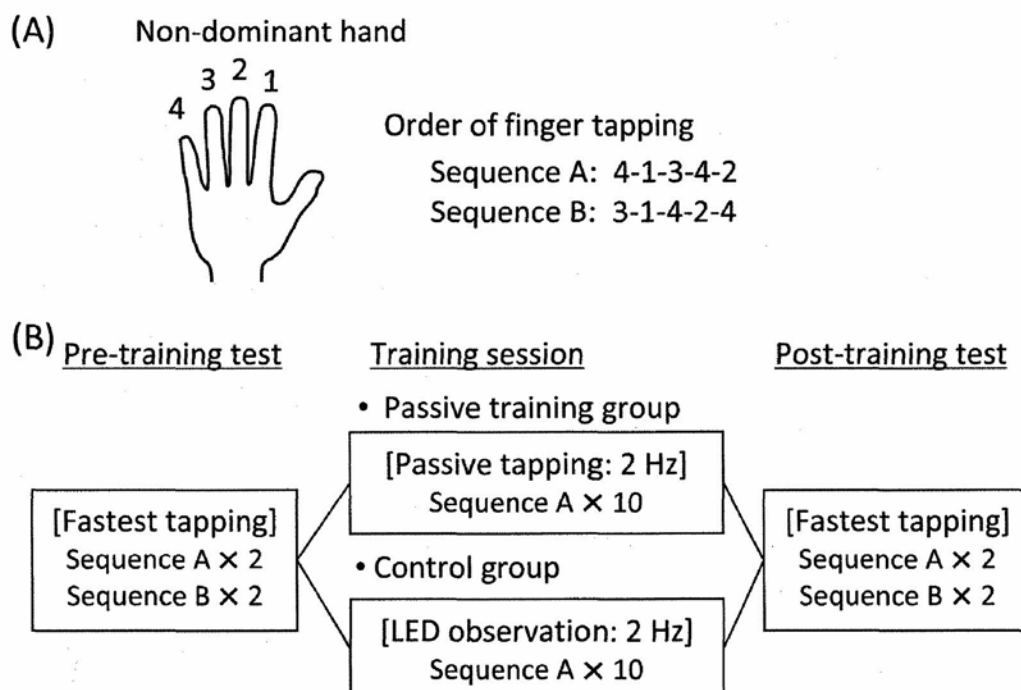 (A)
Non-dominant hand
4 3 2 1
Order of finger tapping
Sequence A: 4-1-3-4-2
Sequence B: 3-1-4-2-4
(B)
Pre-training test
Training session
Post-training test
• Passive training group
[Passive tapping: 2 Hz]
Sequence A × 10
[Fastest tapping]
Sequence A × 2
Sequence B × 2
• Control group
[LED observation: 2 Hz]
Sequence A × 10
[Fastest tapping]
Sequence A × 2
Sequence B × 2